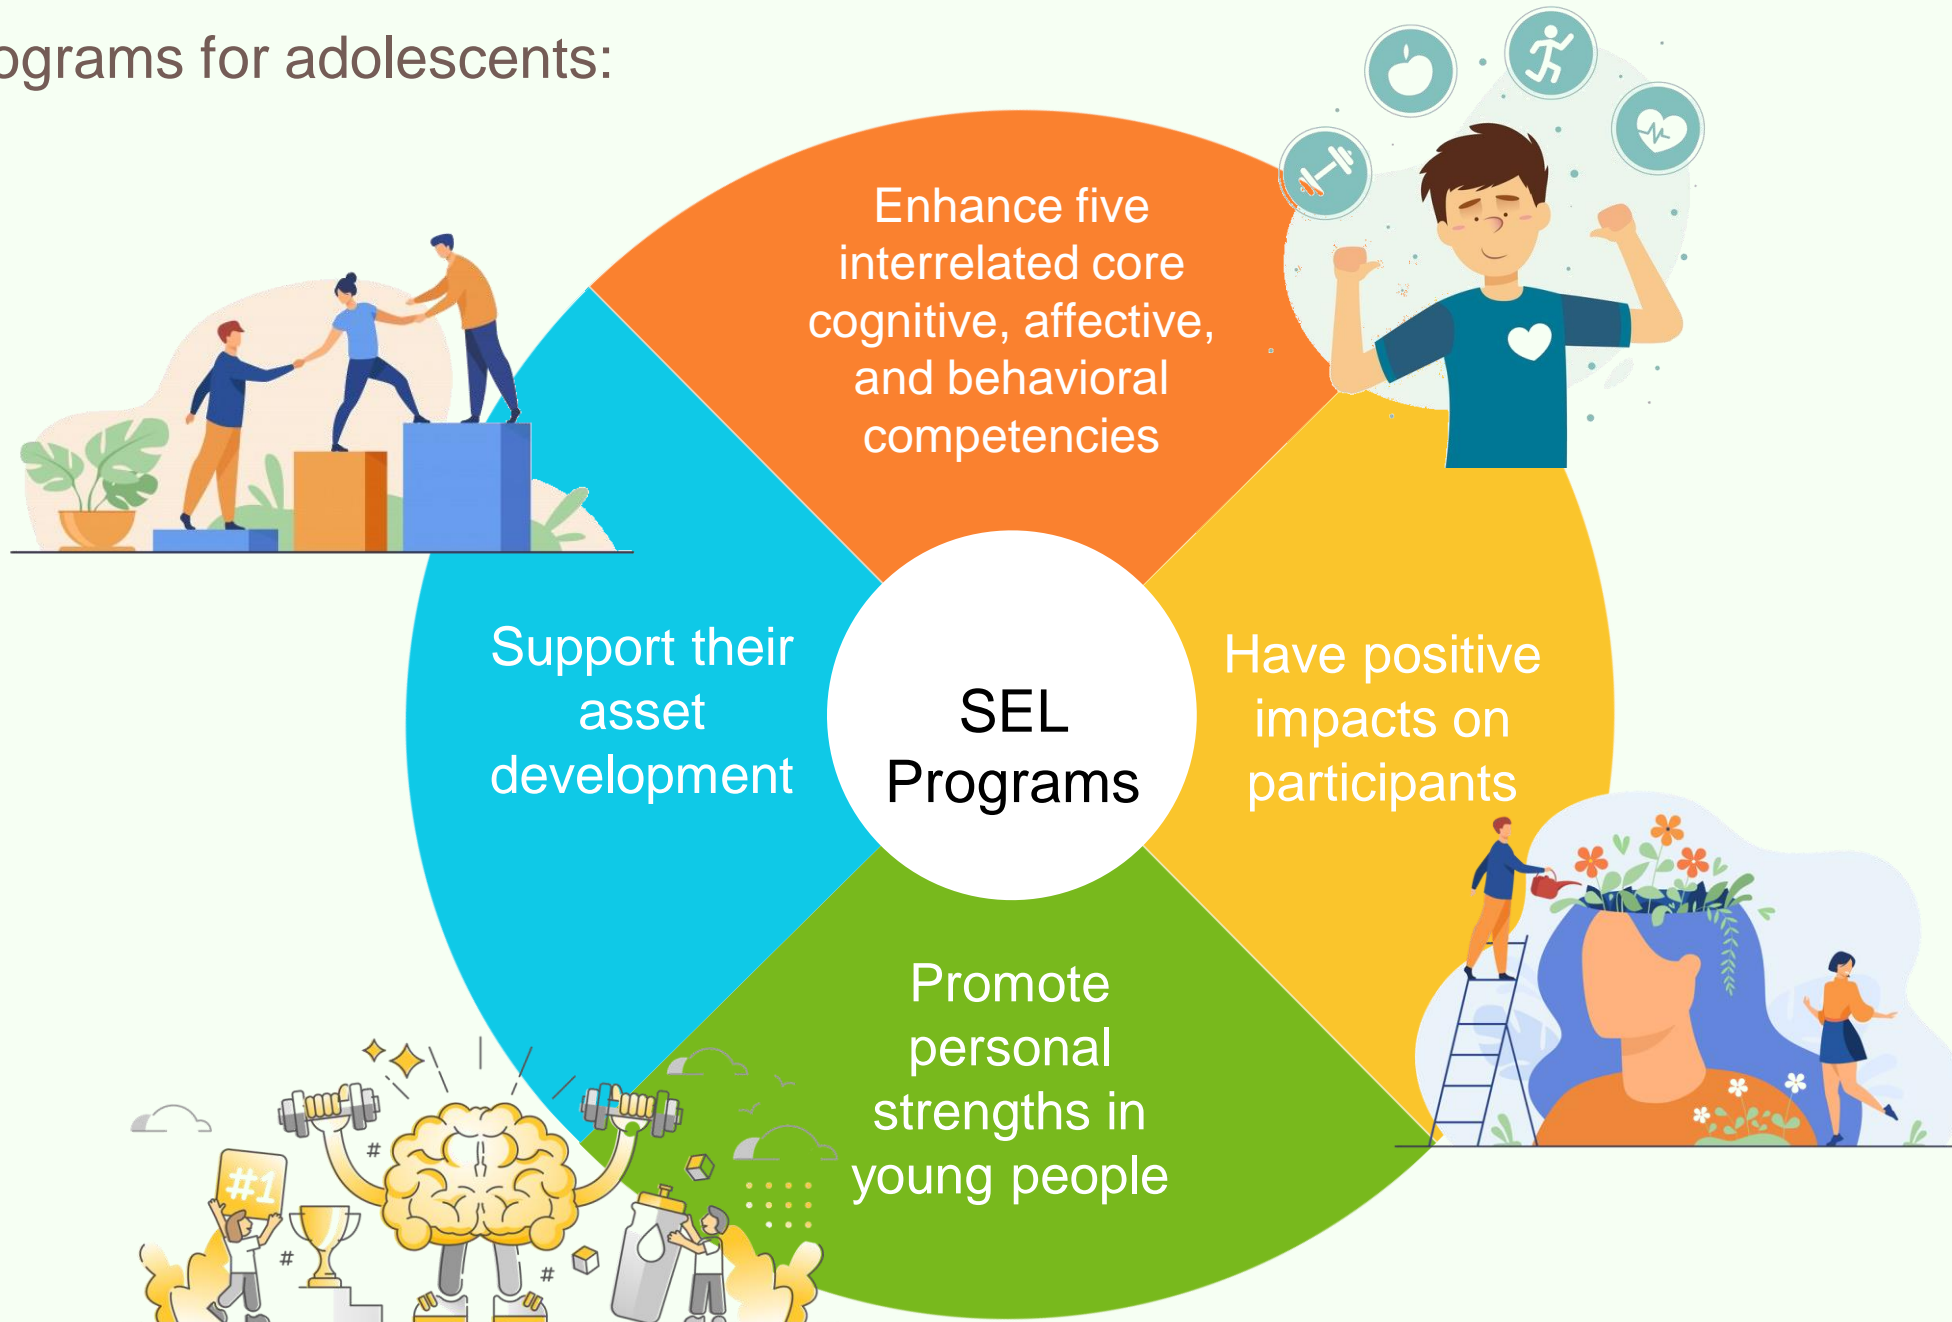 ograms for adolescents:
Enhance five
interrelated core
cognitive, affective,
and behavioral
competencies
Support their
asset
development
SEL
Programs
Have positive
impacts on
participants
Promote
personal
strengths in
young people
#1
#
#
#